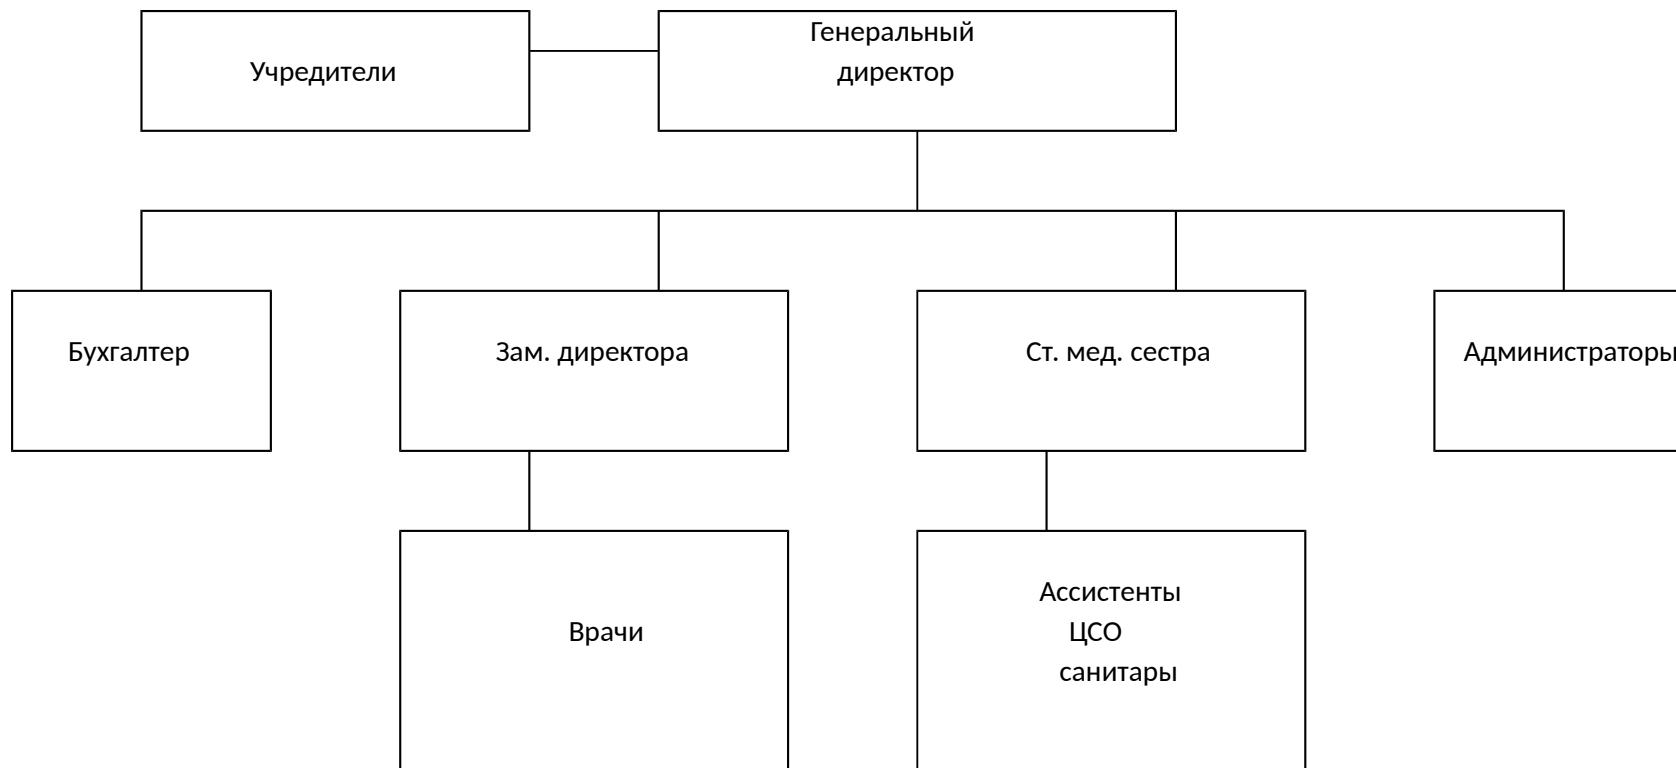 Учредители
Генеральный
директор
Бухгалтер
Зам. директора
Ст. мед. сестра
Администраторы
Врачи
Ассистенты
ЦСО
санитары